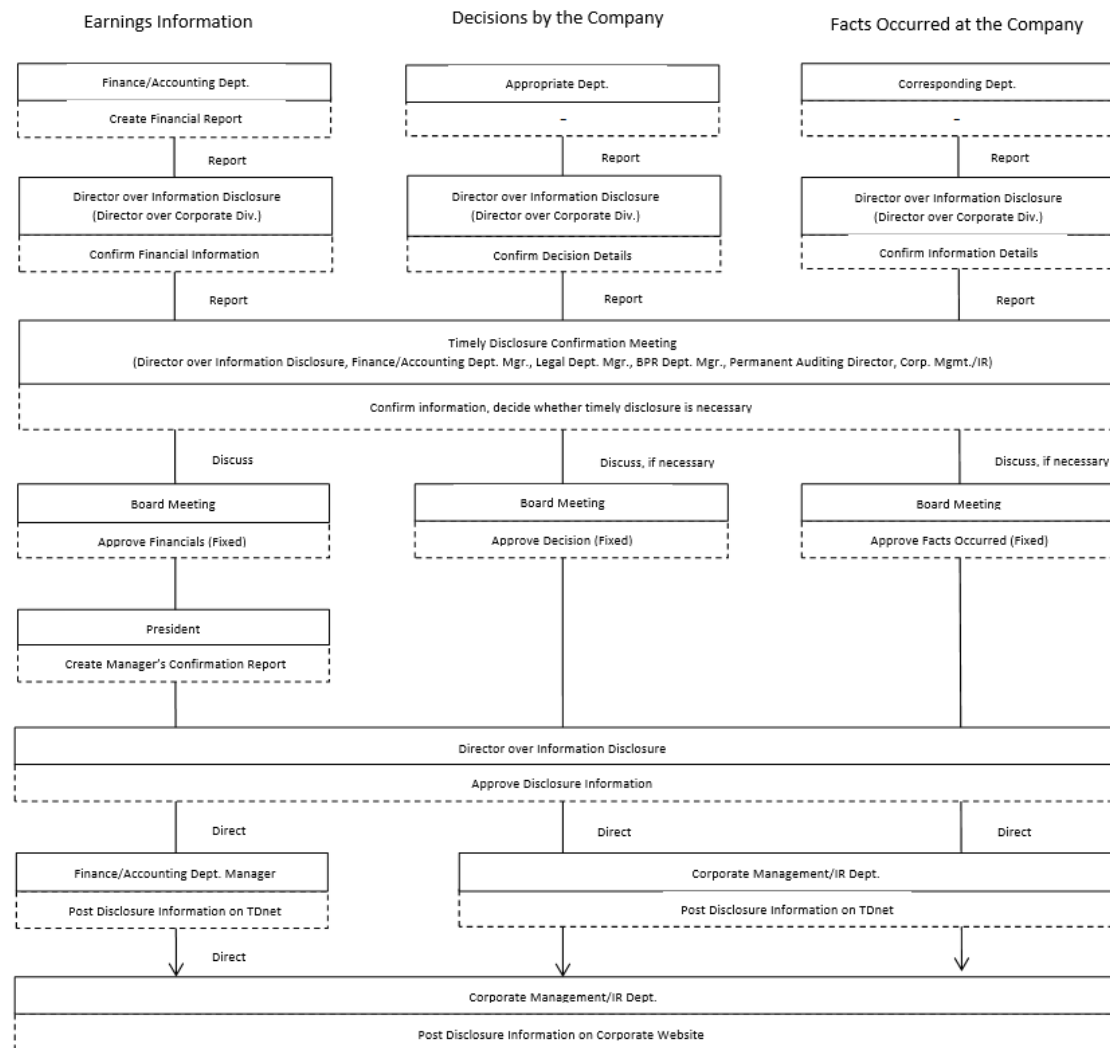 Earnings Information
Decisions by the Company
Facts Occurred at the Company
Finance/Accounting Dept.
Appropriate Dept.
Corresponding Dept.
Create Financial Report
–
–
Report
Report
Report
Director over Information Disclosure
(Director over Corporate Div.)
Director over Information Disclosure
(Director over Corporate Div.)
Director over Information Disclosure
(Director over Corporate Div.)
Confirm Financial Information
Confirm Decision Details
Confirm Information Details
Report
Report
Report
Timely Disclosure Confirmation Meeting
(Director over Information Disclosure, Finance/Accounting Dept. Mgr., Legal Dept. Mgr., BPR Dept. Mgr., Permanent Auditing Director, Corp. Mgmt./IR)
Confirm information, decide whether timely disclosure is necessary
Discuss
Discuss, if necessary
Discuss, if necessary
Board Meeting
Board Meeting
Board Meeting
Approve Financials (Fixed)
Approve Decision (Fixed)
Approve Facts Occurred (Fixed)
President
Create Manager's Confirmation Report
Director over Information Disclosure
Approve Disclosure Information
Direct
Direct
Direct
Finance/Accounting Dept. Manager
Corporate Management/IR Dept.
Post Disclosure Information on TDnet
Post Disclosure Information on TDnet
Direct
Corporate Management/IR Dept.
Post Disclosure Information on Corporate Website